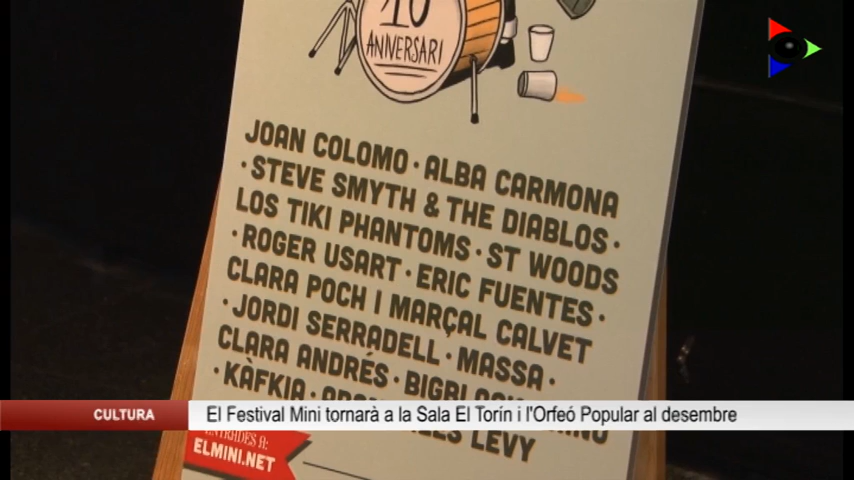 10
ANIVERSARI
JOAN COLOMO · ALBA CARMONA
· STEVE SMYTH & THE DIABLOS ·
LOS TIKI PHANTOMS · ST WOODS
· ROGER USART · ERIC FUENTES ·
CLARA POCH I MARÇAL CALVET
· JORDI SERRADELL · MASSA ·
CLARA ANDRÉS ·
· KÀFKIA ·
CULTURA
El Festival Mini tornarà a la Sala El Torín i l'Orfeó Popular al desembre
LEVY
ENTRADES A:
ELMINI.NET